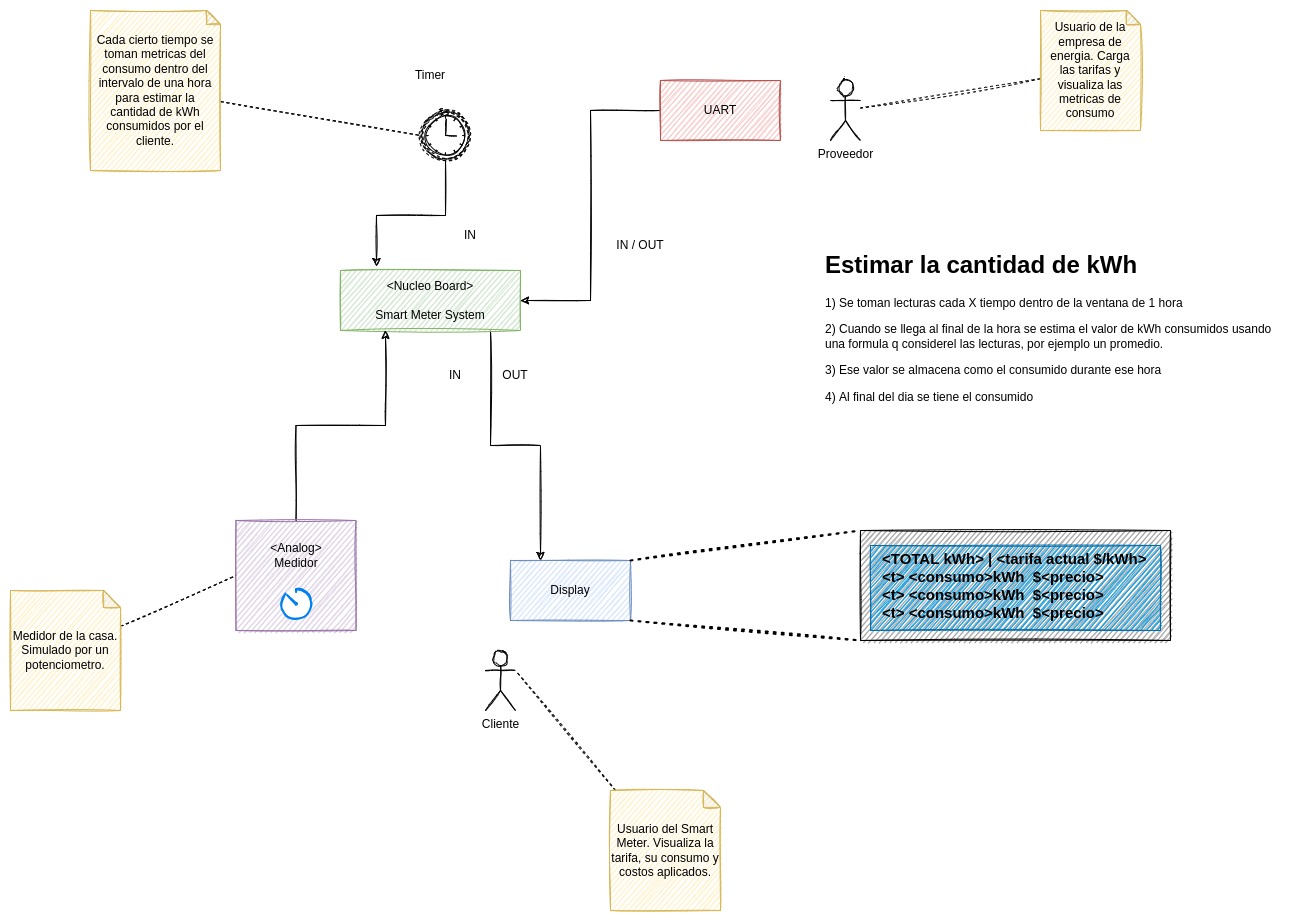 Cada cierto tiempo se
toman metricas del
consumo dentro del
intervalo de una hora
para estimar la
cantidad de kWh
consumidos por el
cliente.
Timer
UART
Proveedor
Usuario de la
empresa de
energia. Carga
las tarifas y
visualiza las
metricas de
consumo
IN
IN / OUT
<Nucleo Board>
Smart Meter System
Estimar la cantidad de kWh
1) Se toman lecturas cada X tiempo dentro de la ventana de 1 hora
2) Cuando se llega al final de la hora se estima el valor de kWh consumidos usando
una formula q considerel las lecturas, por ejemplo un promedio.
3) Ese valor se almacena como el consumido durante ese hora
4) Al final del dia se tiene el consumido
IN
OUT
<Analog>
Medidor
Medidor de la casa.
Simulado por un
potenciometro.
Display
<TOTAL kWh> | <tarifa actual $/kWh>
<t> <consumo>kWh  $<precio>
<t> <consumo>kWh  $<precio>
<t> <consumo>kWh  $<precio>
Cliente
Usuario del Smart
Meter. Visualiza la
tarifa, su consumo y
costos aplicados.